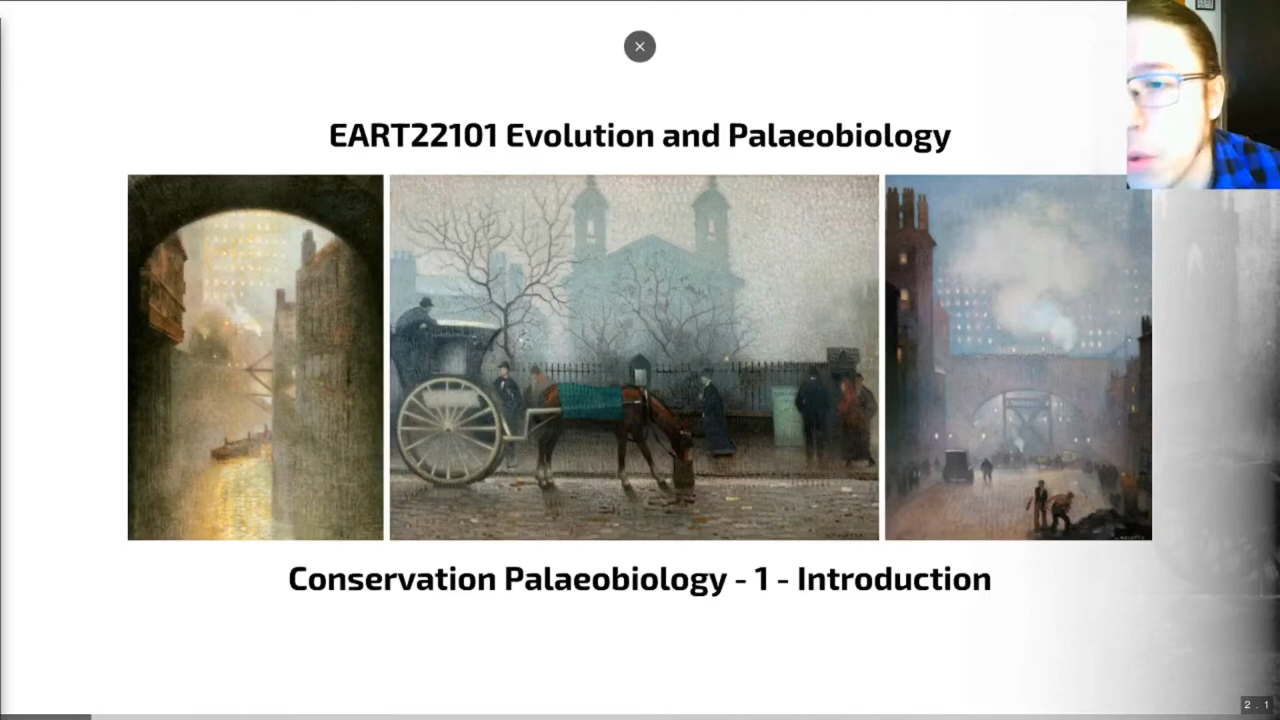 EART22101 Evolution and Palaeobiology
Conservation Palaeobiology - 1 - Introduction
2 . 1